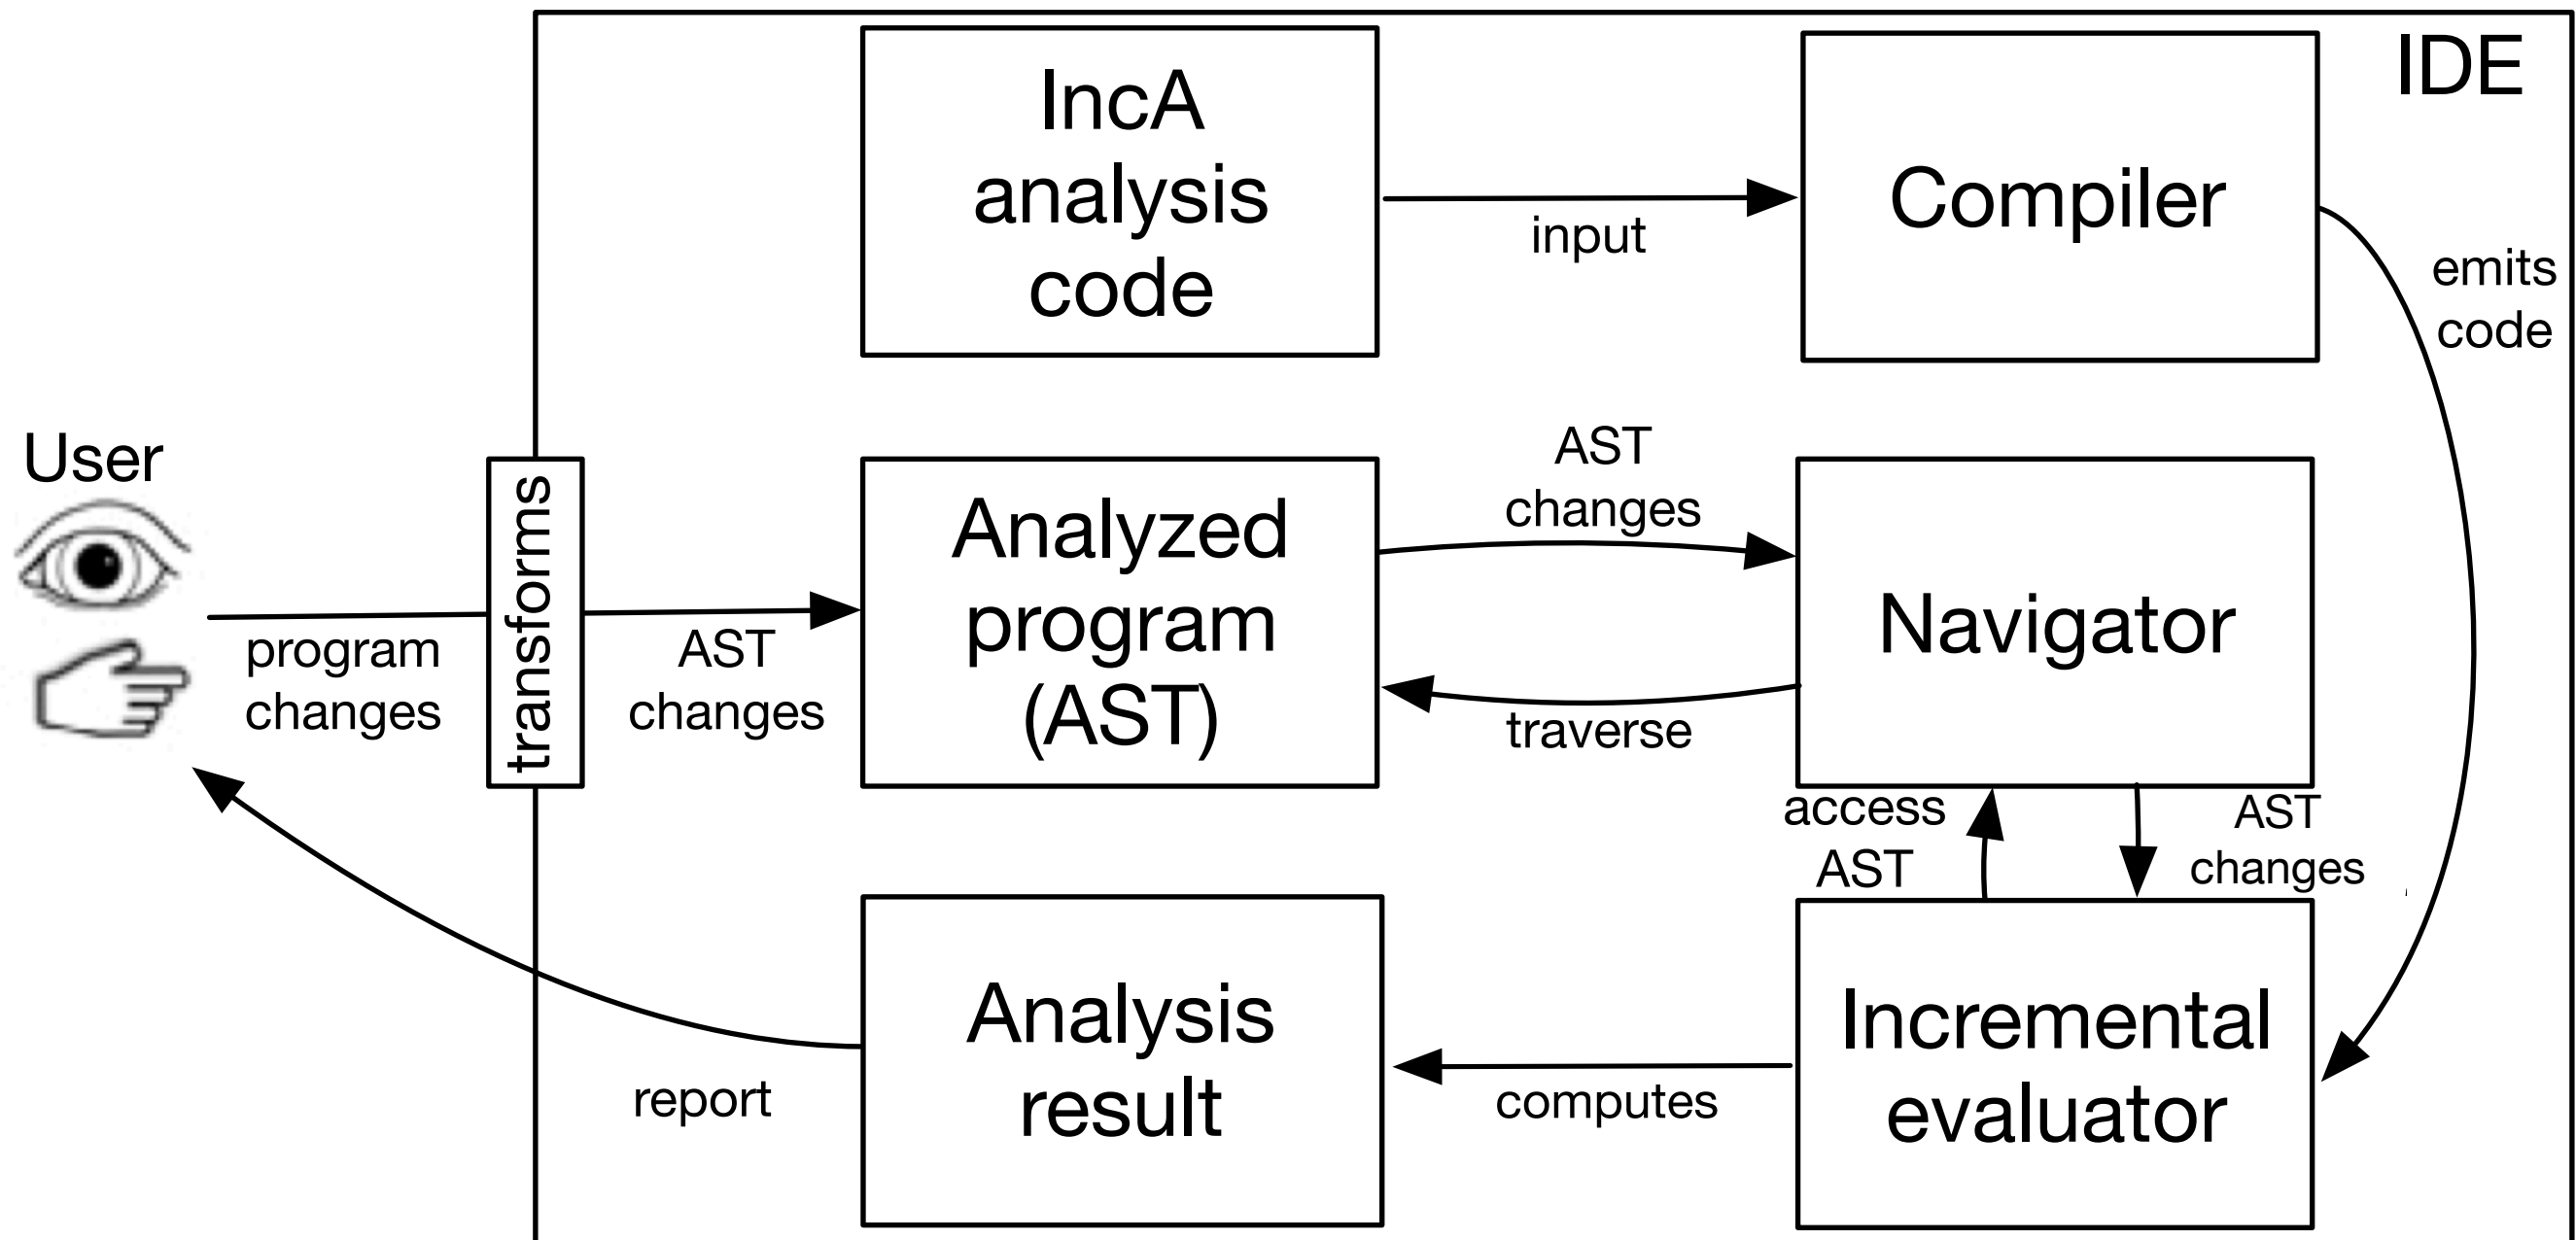 IDE
IncA
analysis
code
input
Compiler
emits
code
User
program
changes
transforms
AST
changes
Analyzed
program
(AST)
AST
changes
traverse
Navigator
access
AST
AST
changes
Incremental
evaluator
computes
Analysis
result
report